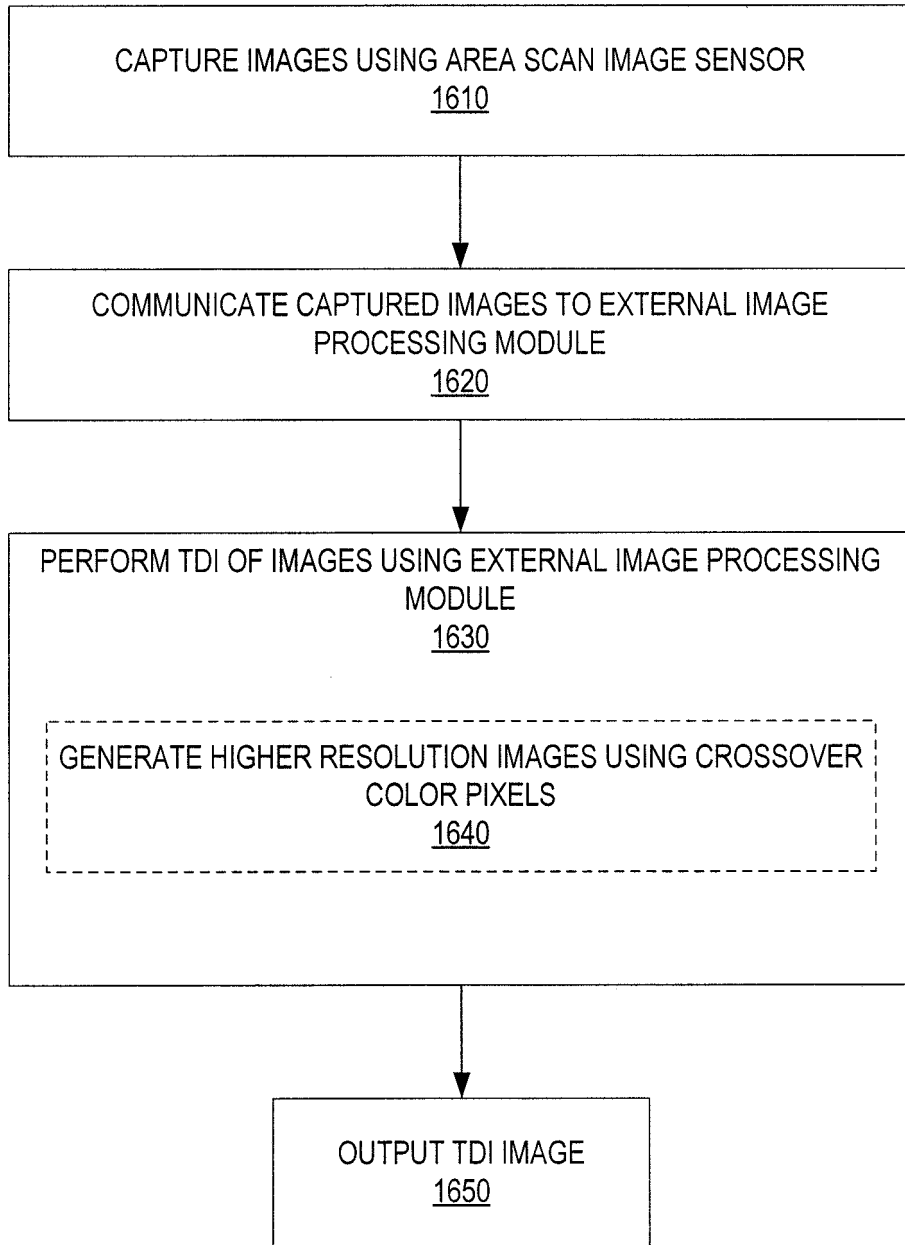 CAPTURE IMAGES USING AREA SCAN IMAGE SENSOR
1610
COMMUNICATE CAPTURED IMAGES TO EXTERNAL IMAGE
PROCESSING MODULE
1620
PERFORM TDI OF IMAGES USING EXTERNAL IMAGE PROCESSING
MODULE
1630
GENERATE HIGHER RESOLUTION IMAGES USING CROSSOVER
COLOR PIXELS
1640
OUTPUT TDI IMAGE
1650